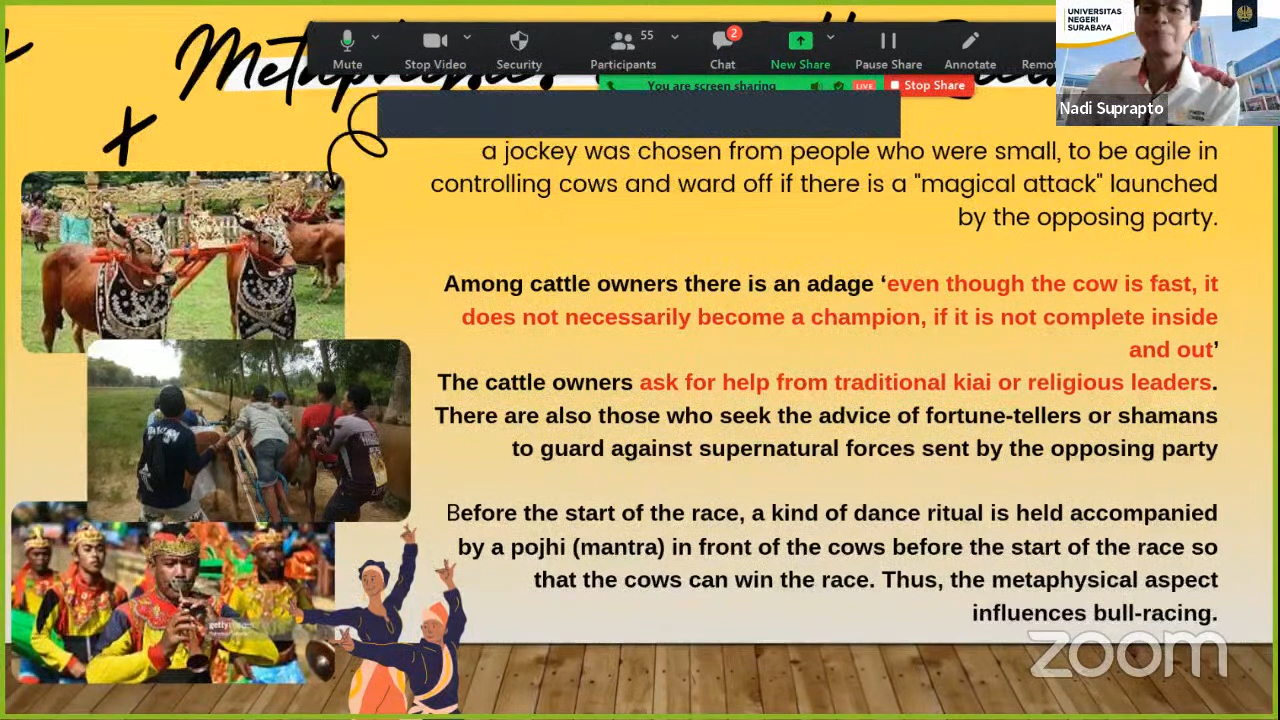 Metaphysics
55
2
Mute
Stop Video
Security
Participants
Chat
New Share
Pause Share
Annotate
You are screen sharing
LIVE
Stop Share
UNIVERSITAS
NEGERI
SURABAYA
Nadi Suprapto
a jockey was chosen from people who were small, to be agile in
controlling cows and ward off if there is a "magical attack" launched
by the opposing party.
Among cattle owners there is an adage ‘even though the cow is fast, it
does not necessarily become a champion, if it is not complete inside
and out’
The cattle owners ask for help from traditional kiai or religious leaders.
There are also those who seek the advice of fortune-tellers or shamans
to guard against supernatural forces sent by the opposing party
Before the start of the race, a kind of dance ritual is held accompanied
by a pojhi (mantra) in front of the cows before the start of the race so
that the cows can win the race. Thus, the metaphysical aspect
influences bull-racing.
zoom